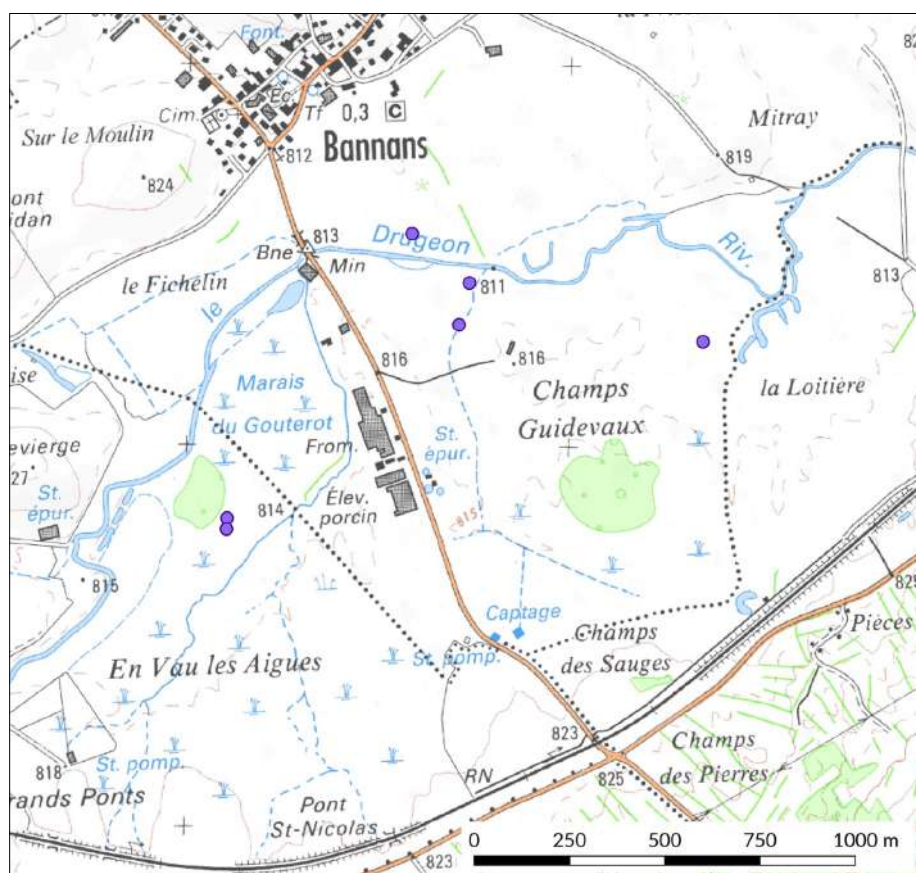 Font.
Mitray
Cim.
Ec.
Tf
0,3
C
Sur le Moulin
Bannans
812
819
824
ont
idan
813
Bne
Min
Drugeon
Riv.
813
811
le Fichelin
le
816
816
ise
Marais
du Gouterot
Champs
Guidevaux
la Loitière
evierge
27
From.
St.
épur.
St.
épur.
Élev.
porcin
814
815
815
825
Captage
Pièces
St. pomp.
Champs
des Sauges
En Vau les Aigues
823
Champs
des Pierres
818
St. pomp.
RN
825
rands Ponts
Pont
St-Nicolas
823
0 250 500 750 1000 m